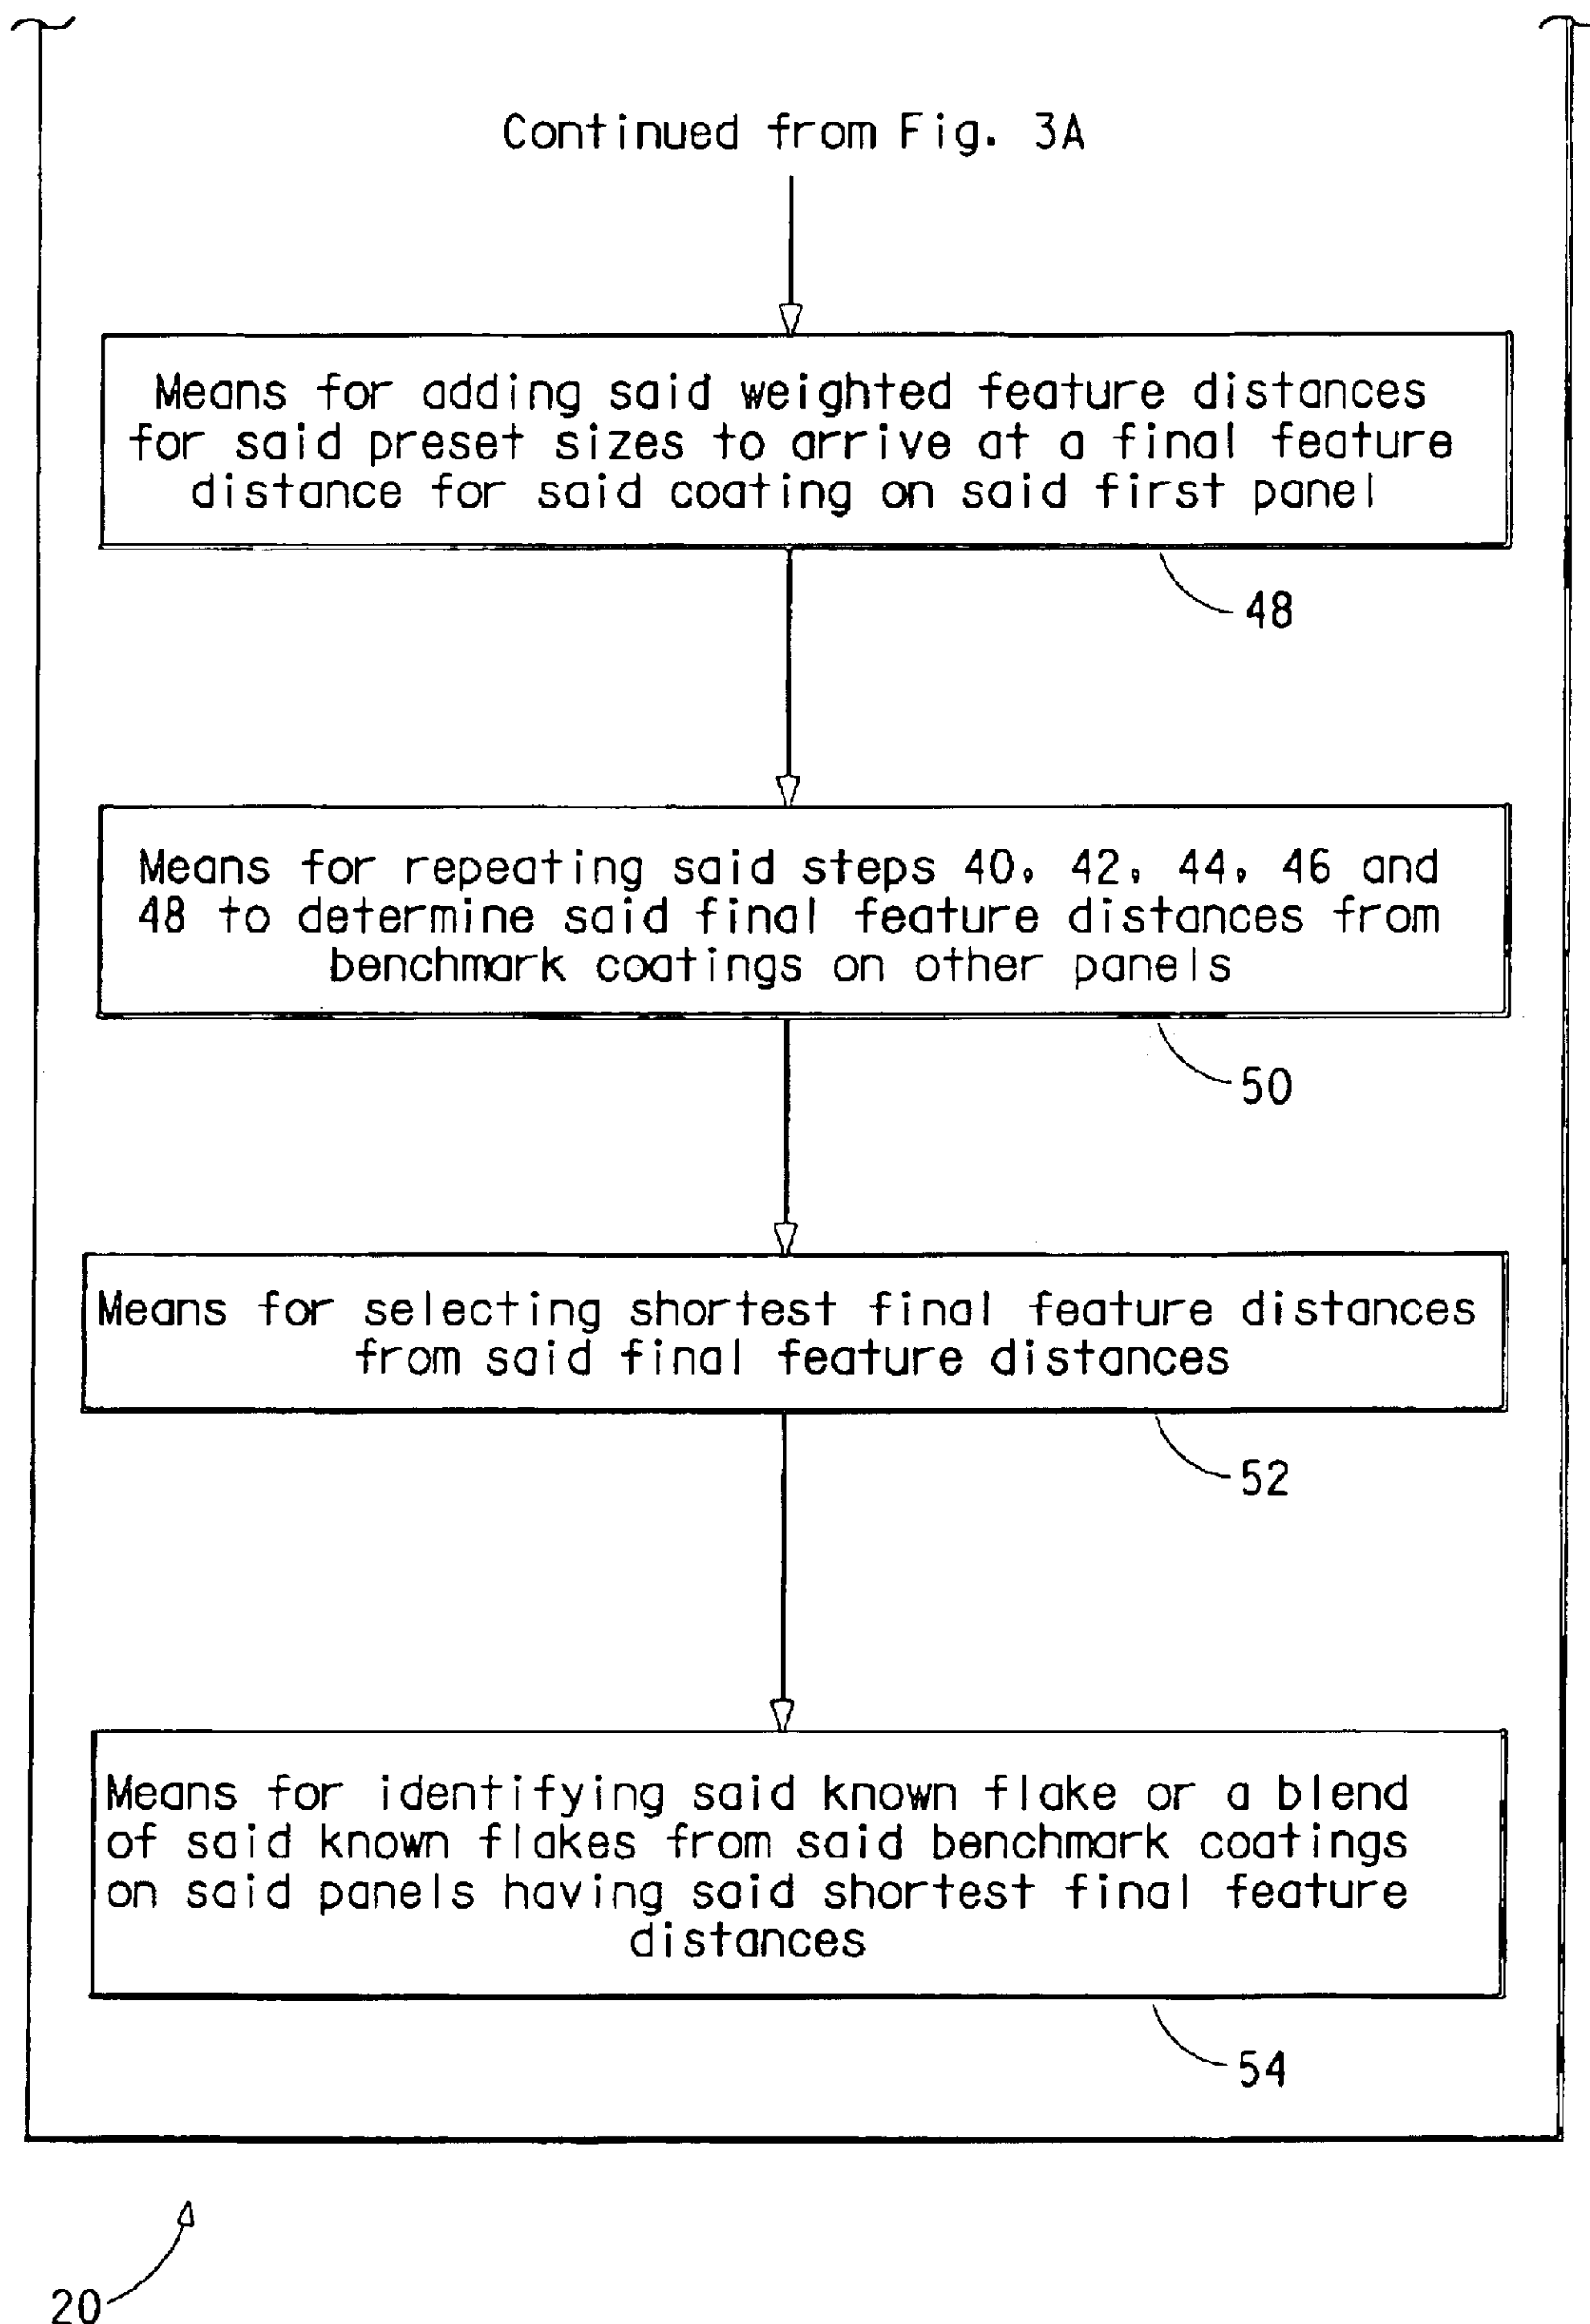 Continued from Fig. 3A
Means for adding said weighted feature distances
for said preset sizes to arrive at a final feature
distance for said coating on said first panel
48
Means for repeating said steps 40, 42, 44, 46 and
48 to determine said final feature distances from
benchmark coatings on other panels
50
Means for selecting shortest final feature distances
from said final feature distances
52
Means for identifying said known flake or a blend
of said known flakes from said benchmark coatings
on said panels having said shortest final feature
distances
54
20